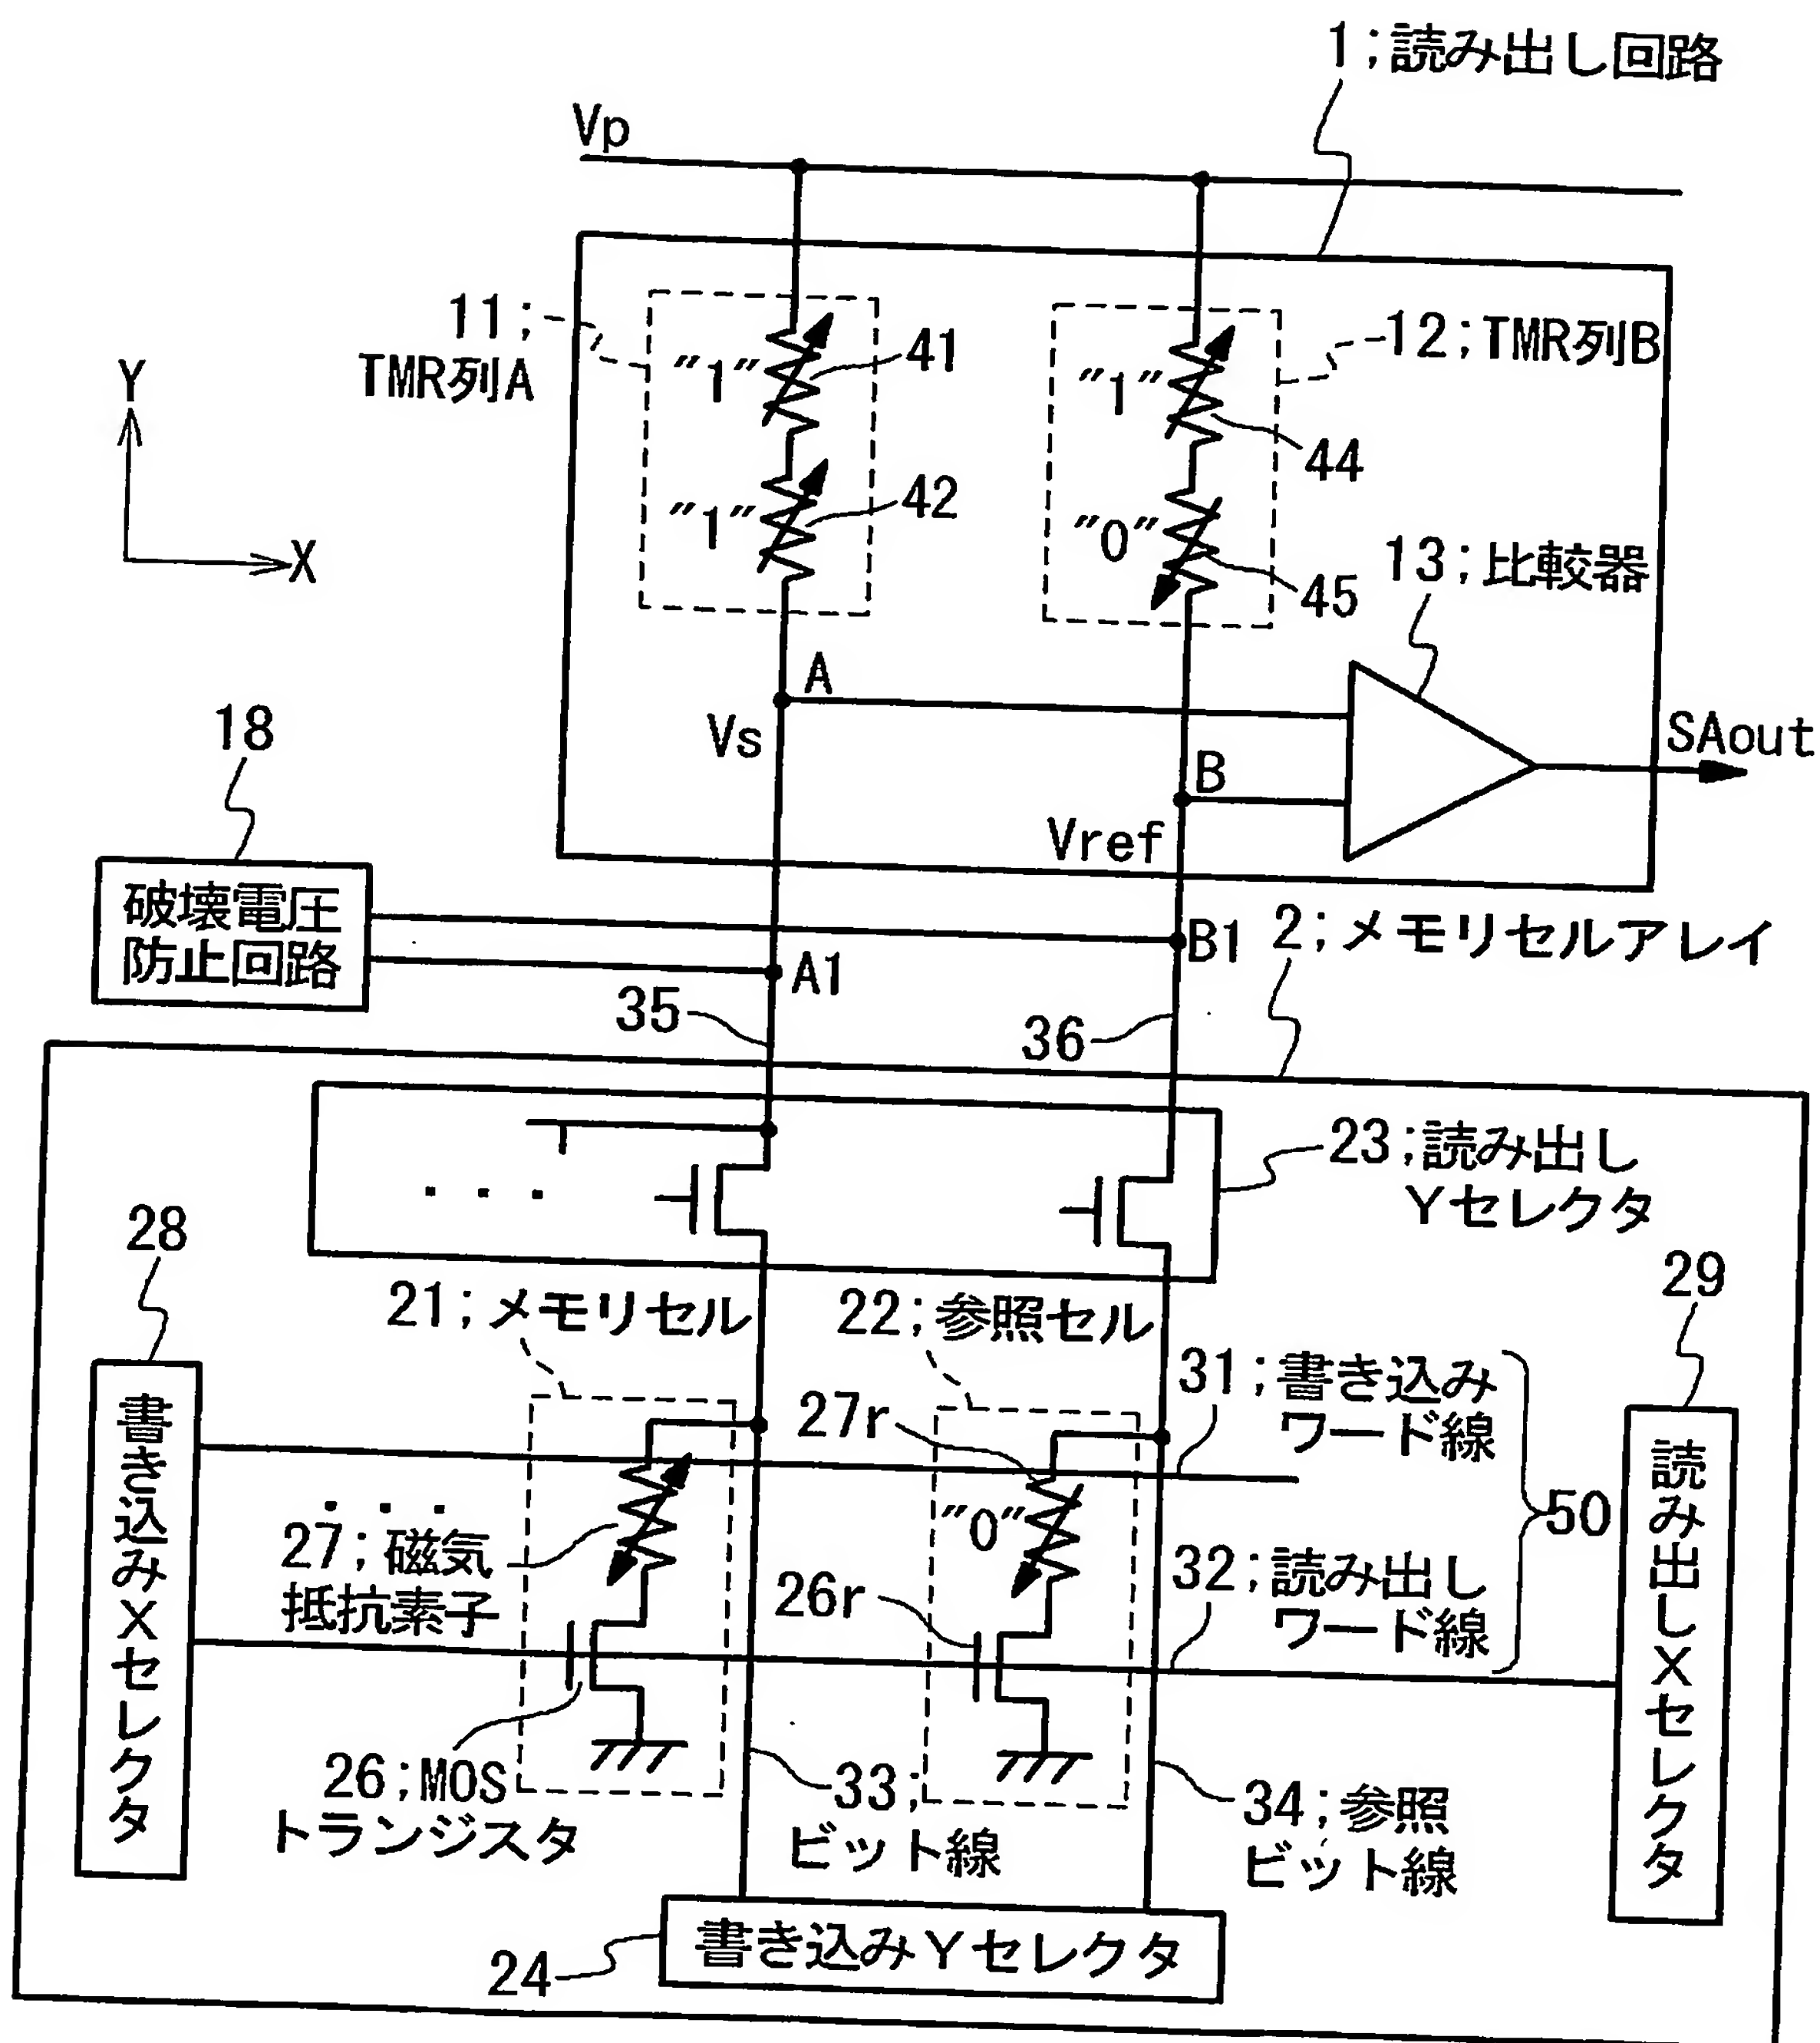 1;読み出し回路
Vp
11;
TMR列A
"1"
41
"1"
42
"1"
44
"0"
45
12;TMR列B
Y
X
13;比較器
A
Vs
B
Vref
SAout
18
破壊電圧
防止回路
A1
B1
35
36
2;メモリセルアレイ
23;読み出し
Yセレクタ
28
書き込みXセレクタ
29
読み出しXセレクタ
21;メモリセル
22;参照セル
27r
"0"
31;書き込み
ワード線
50
27;磁気
抵抗素子
26r
32;読み出し
ワード線
26;MOS
トランジスタ
33;
ビット線
34;参照
ビット線
24
書き込みYセレクタ